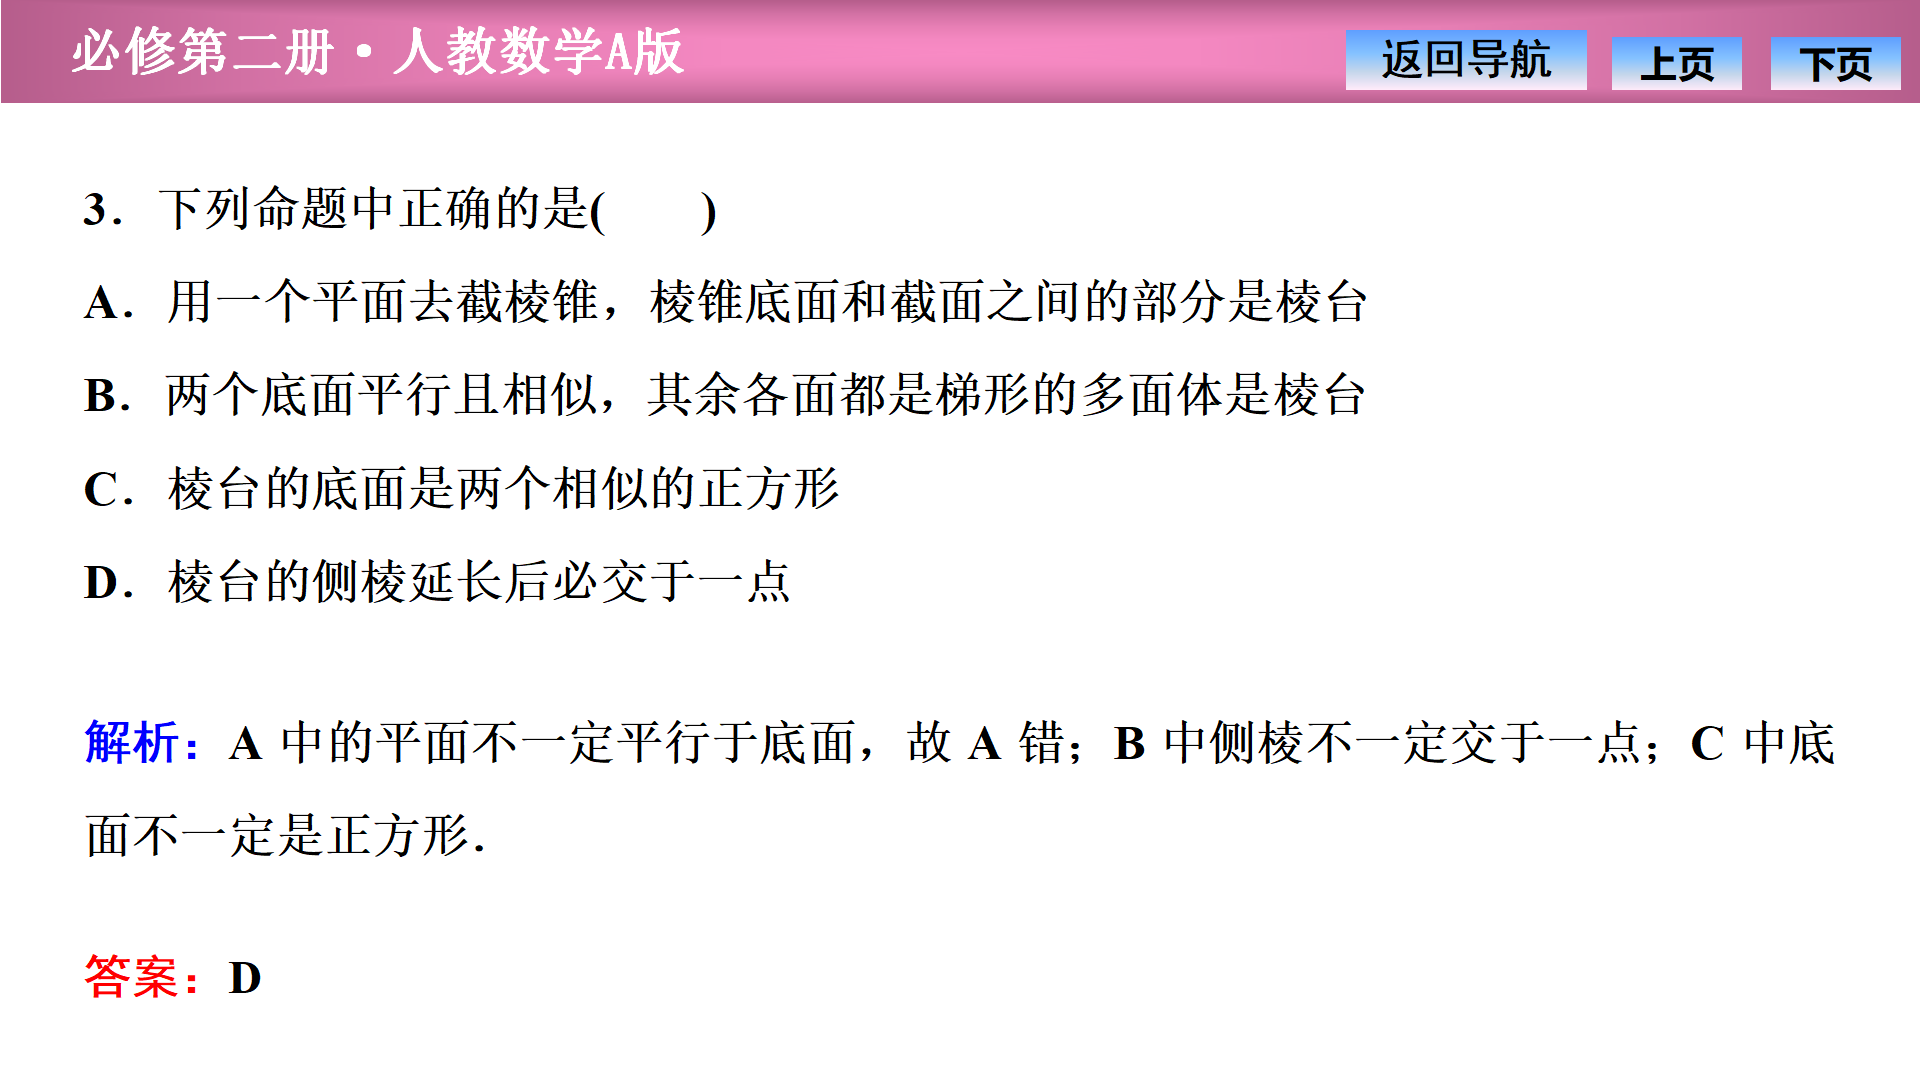 必修第二册·人教数学A版
返回导航 上页 下页
3．下列命题中正确的是(　　)
A．用一个平面去截棱锥，棱锥底面和截面之间的部分是棱台
B．两个底面平行且相似，其余各面都是梯形的多面体是棱台
C．棱台的底面是两个相似的正方形
D．棱台的侧棱延长后必交于一点
解析：A 中的平面不一定平行于底面，故 A 错；B 中侧棱不一定交于一点；C 中底
面不一定是正方形．
答案：D